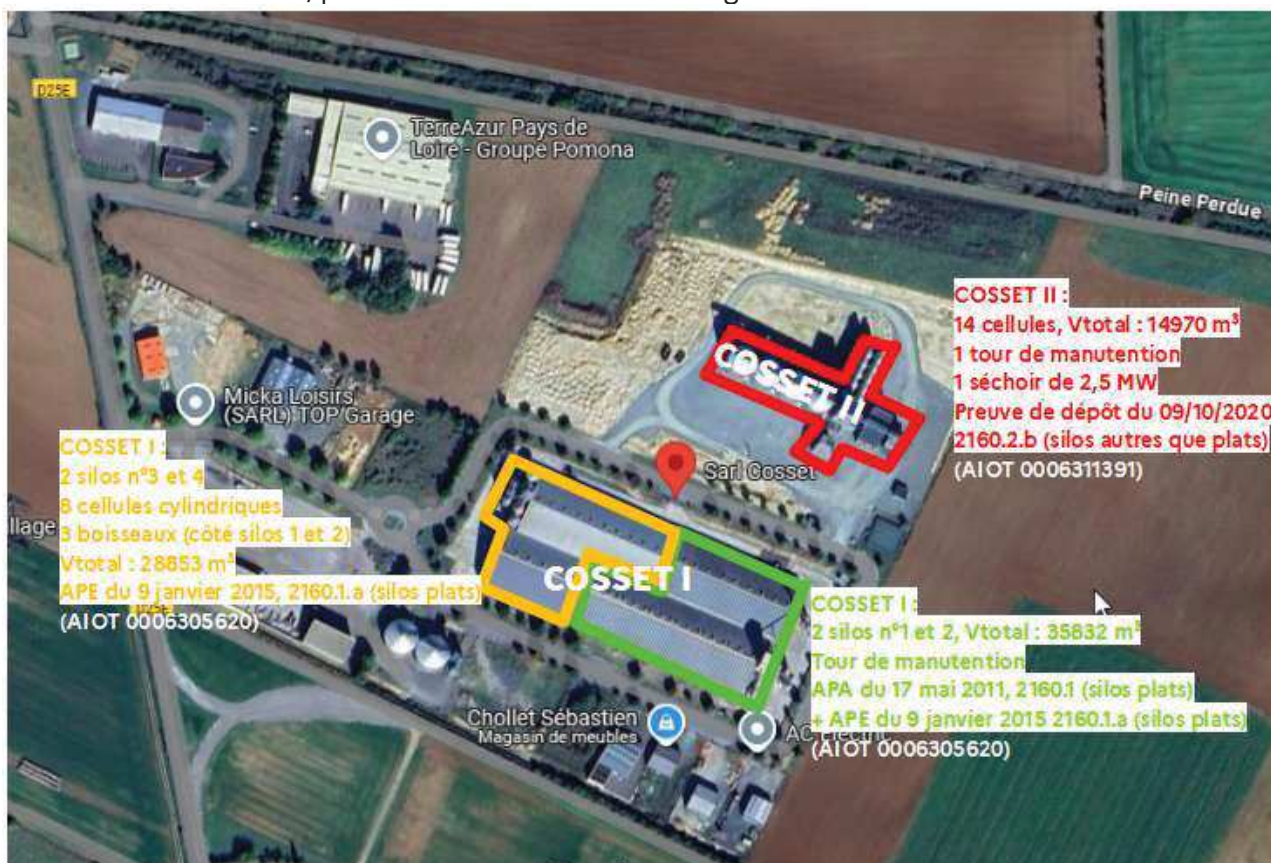 D25E
TerreAzur Pays de
Loire - Groupe Pomona
Peine Perdue
COSSET II :
14 cellules, Vtotal : 14970 m³
1 tour de manutention
1 séchoir de 2,5 MW
Preuve de dépôt du 09/10/2020
2160.2.b (silos autres que plats)
(AIOT 0006311391)
COSSET II
Micka Loisirs,
(SARL) TOP Garage
Sarl Cosset
COSSET I :
2 silos n°3 et 4
8 cellules cylindriques
3 boisseaux (côté silos 1 et 2)
Vtotal : 28853 m³
APE du 9 janvier 2015, 2160.1.a (silos plats)
(AIOT 0006305620)
llage
D25E
COSSET I
COSSET I :
2 silos n°1 et 2, Vtotal : 35832 m³
Tour de manutention
APA du 17 mai 2011, 2160.1 (silos plats)
+ APE du 9 janvier 2015 2160.1.a (silos plats)
(AIOT 0006305620)
Chollet Sébastien
Magasin de meubles
AC Electric